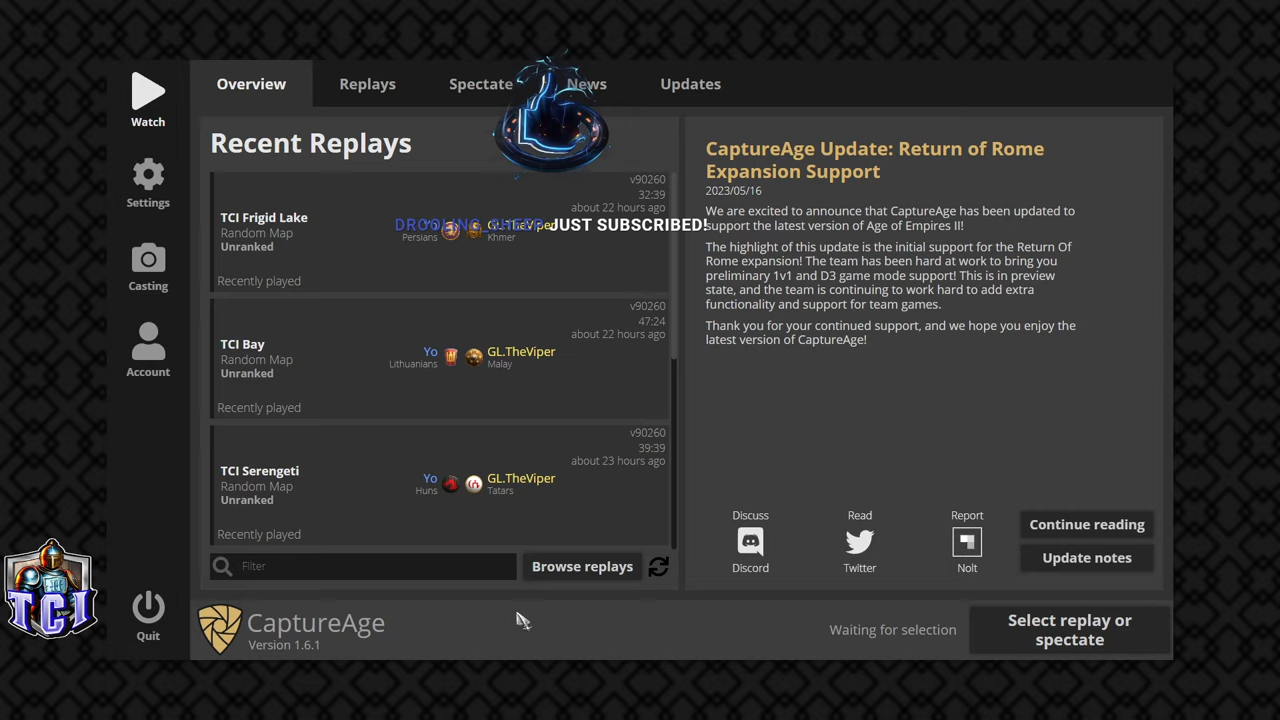 Overview
Replays
Spectate
News
Updates
Watch
Settings
Casting
Account
Quit
Recent Replays
v90260
32:39
about 22 hours ago
TCI Frigid Lake
Random Map
Unranked
Yo
GL.TheViper
Persians
Khmer
Recently played
DROOLING_SHEEP JUST SUBSCRIBED!
v90260
47:24
about 22 hours ago
TCI Bay
Random Map
Unranked
Yo
GL.TheViper
Lithuanians
Malay
Recently played
v90260
39:39
about 23 hours ago
TCI Serengeti
Random Map
Unranked
Yo
GL.TheViper
Huns
Tatars
Recently played
Filter
Browse replays
CaptureAge Update: Return of Rome
Expansion Support
2023/05/16
We are excited to announce that CaptureAge has been updated to
support the latest version of Age of Empires II!
The highlight of this update is the initial support for the Return Of
Rome expansion! The team has been hard at work to bring you
preliminary 1v1 and D3 game mode support! This is in preview
state, and the team is continuing to work hard to add extra
functionality and support for team games.
Thank you for your continued support, and we hope you enjoy the
latest version of CaptureAge!
Discuss
Discord
Read
Twitter
Report
Nolt
Continue reading
Update notes
TCI
CaptureAge
Version 1.6.1
Waiting for selection
Select replay or
spectate